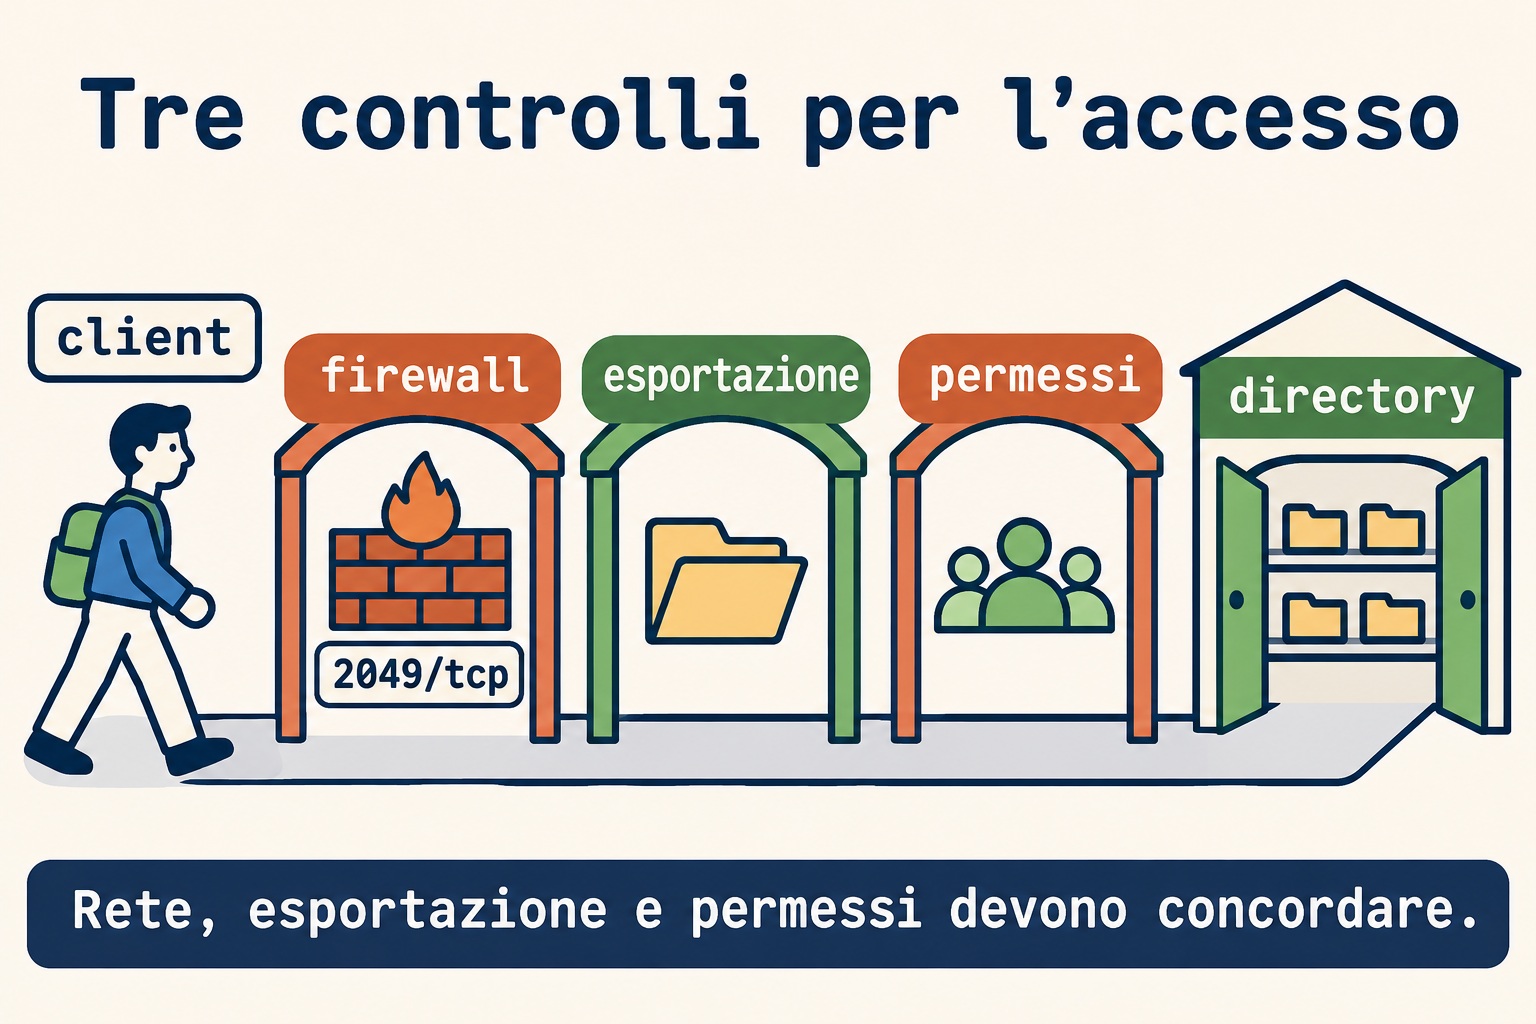 Tre controlli per l’accesso
client
firewall
esportazione
permessi
directory
2049/tcp
Rete, esportazione e permessi devono concordare.